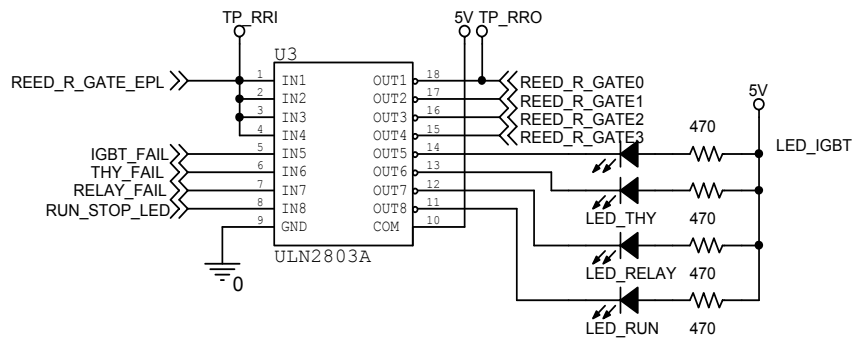 TP_RRI
5V TP_RRO
U3
REED_R_GATE_EPL 1 IN1 OUT1 18 REED_R_GATE0
2 IN2 OUT2 17 REED_R_GATE1
3 IN3 OUT3 16 REED_R_GATE2
4 IN4 OUT4 15 REED_R_GATE3
5V
470
LED_IGBT
IGBT_FAIL 5 IN5 OUT5 14
THY_FAIL 6 IN6 OUT6 13
RELAY_FAIL 7 IN7 OUT7 12
RUN_STOP_LED 8 IN8 OUT8 11
9 GND COM 10
LED_THY 470
ULN2803A
LED_RELAY 470
0
LED_RUN 470